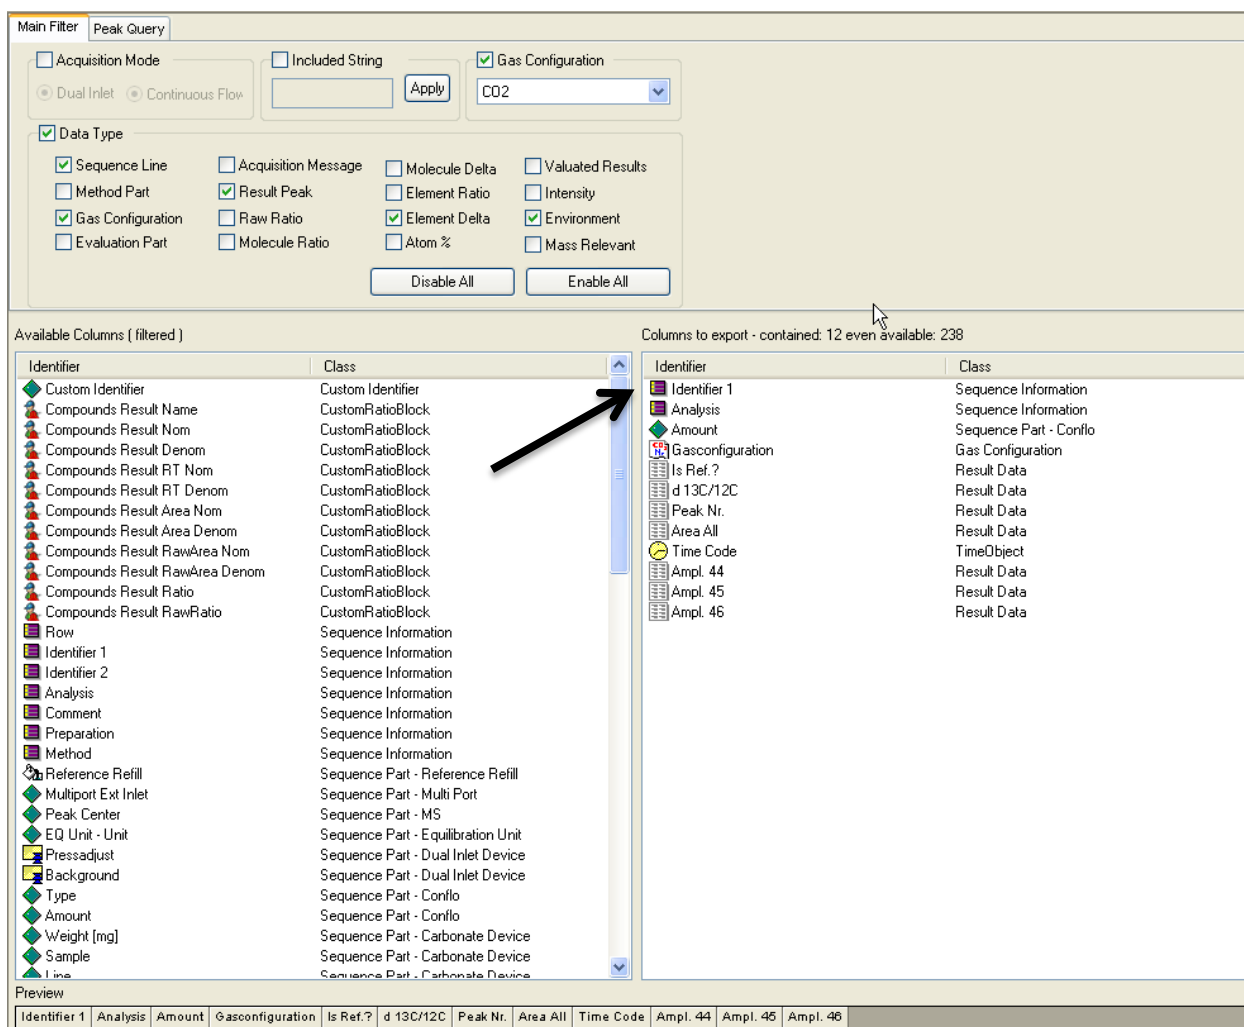 Main Filter Peak Query
Acquisition Mode Included String Gas Configuration
Dual Inlet Continuous Flow Apply CO2
Data Type
Sequence Line Acquisition Message Molecule Delta Valuated Results
Method Part Result Peak Element Ratio Intensity
Gas Configuration Raw Ratio Element Delta Environment
Evaluation Part Molecule Ratio Atom % Mass Relevant
Disable All Enable All
Available Columns ( filtered ) Columns to export - contained: 12 even available: 238
Identifier Class Identifier Class
Custom Identifier Custom Identifier Identifier 1 Sequence Information
Compounds Result Name CustomRatioBlock Analysis Sequence Information
Compounds Result Nom CustomRatioBlock Amount Sequence Part - Conflo
Compounds Result Denom CustomRatioBlock Gasconfiguration Gas Configuration
Compounds Result RT Nom CustomRatioBlock Is Ref.? Result Data
Compounds Result RT Denom CustomRatioBlock d 13C/12C Result Data
Compounds Result Area Nom CustomRatioBlock Peak Nr. Result Data
Compounds Result Area Denom CustomRatioBlock Area All Result Data
Compounds Result RawArea Nom CustomRatioBlock Time Code TimeObject
Compounds Result RawArea Denom CustomRatioBlock Ampl. 44 Result Data
Compounds Result Ratio CustomRatioBlock Ampl. 45 Result Data
Compounds Result RawRatio CustomRatioBlock Ampl. 46 Result Data
Row Sequence Information
Identifier 1 Sequence Information
Identifier 2 Sequence Information
Analysis Sequence Information
Comment Sequence Information
Preparation Sequence Information
Method Sequence Information
Reference Refill Sequence Part - Reference Refill
Multiport Ext Inlet Sequence Part - Multi Port
Peak Center Sequence Part - MS
EQ Unit - Unit Sequence Part - Equilibration Unit
Pressadjust Sequence Part - Dual Inlet Device
Background Sequence Part - Dual Inlet Device
Type Sequence Part - Conflo
Amount Sequence Part - Conflo
Weight [mg] Sequence Part - Carbonate Device
Sample Sequence Part - Carbonate Device
Line Sequence Part - Carbonate Device
Preview
Identifier 1 Analysis Amount Gasconfiguration Is Ref.? d 13C/12C Peak Nr. Area All Time Code Ampl. 44 Ampl. 45 Ampl. 46